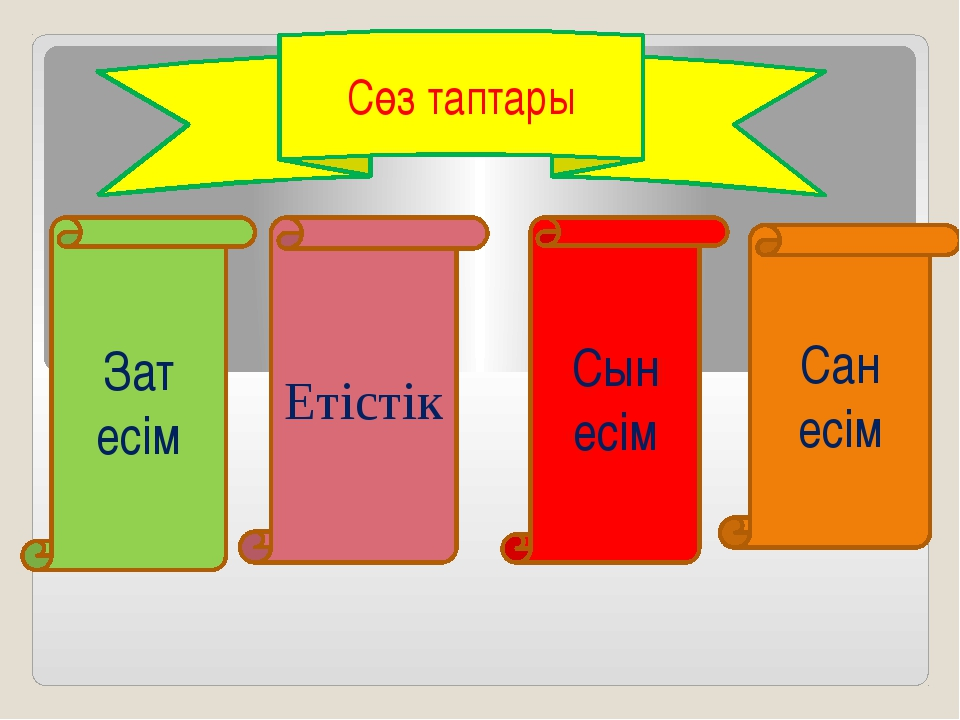 Сөз таптары
Зат
есім
Етістік
Сын
есім
Сан
есім